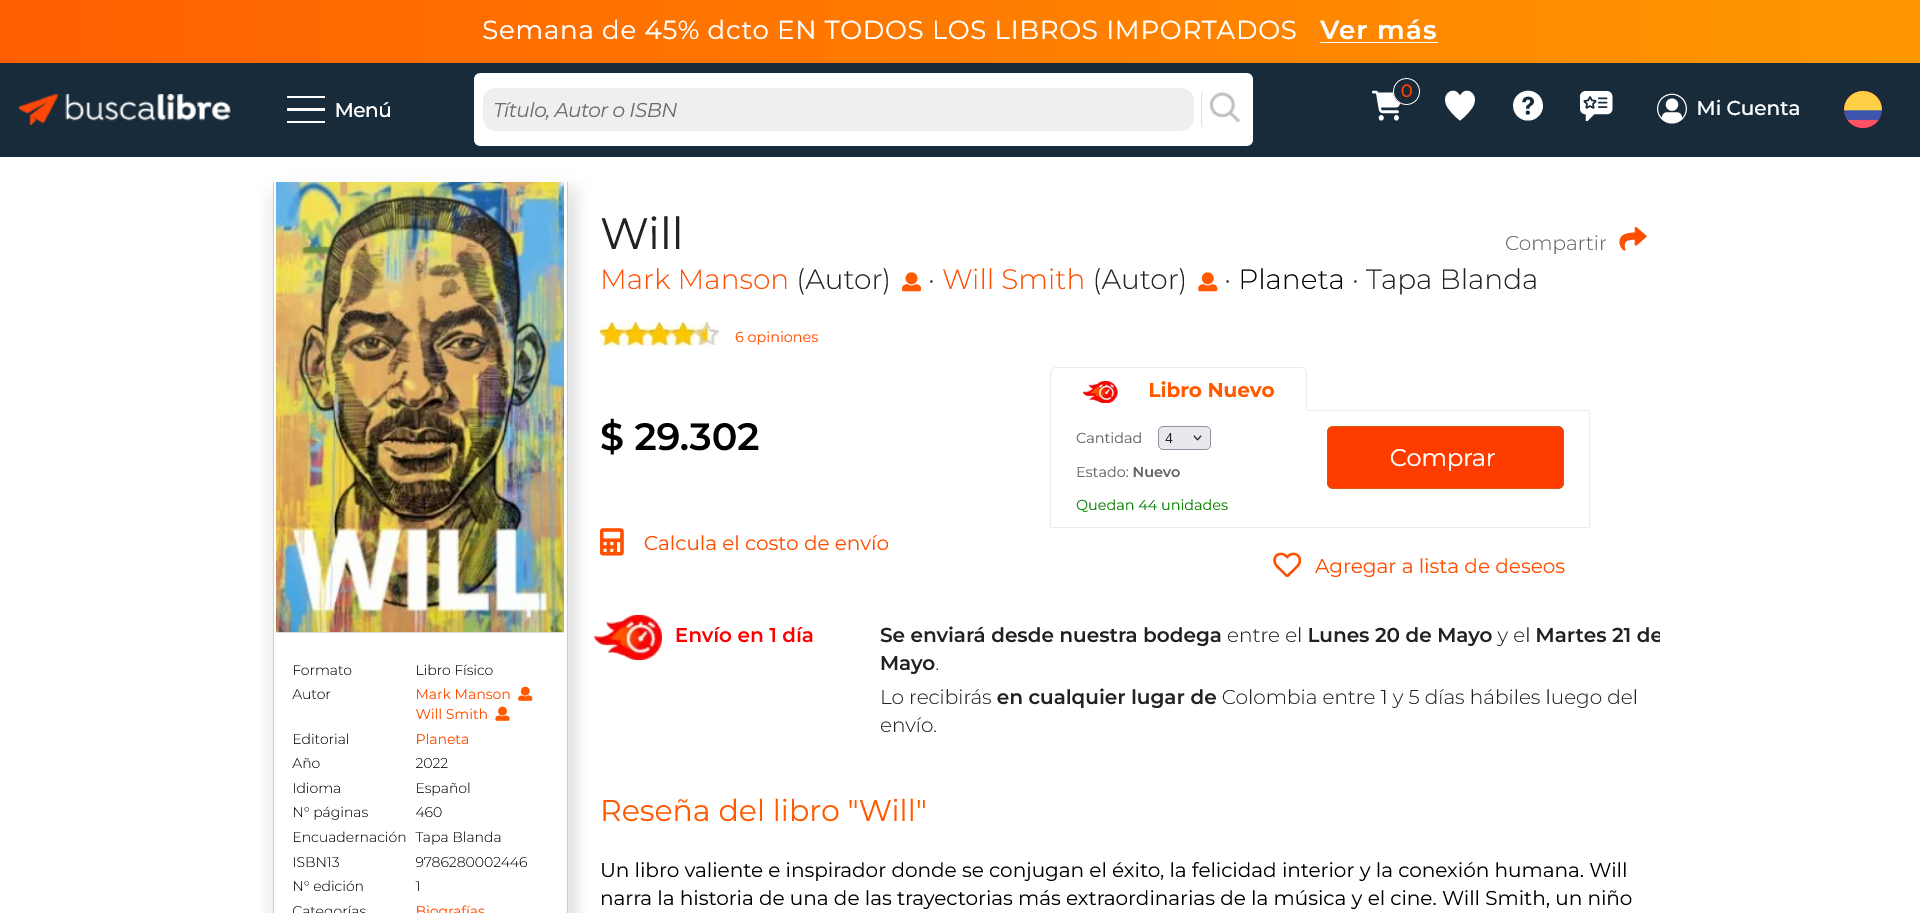 Semana de 45% dcto EN TODOS LOS LIBROS IMPORTADOS Ver más
buscalibre
Menú
Título, Autor o ISBN
0
Mi Cuenta
WILL
Will
Compartir
Mark Manson (Autor) · Will Smith (Autor) · Planeta · Tapa Blanda
6 opiniones
$ 29.302
Libro Nuevo
Cantidad 4
Estado: Nuevo
Quedan 44 unidades
Comprar
Calcula el costo de envío
Agregar a lista de deseos
Envío en 1 día
Se enviará desde nuestra bodega entre el Lunes 20 de Mayo y el Martes 21 de
Mayo.
Lo recibirás en cualquier lugar de Colombia entre 1 y 5 días hábiles luego del
envío.
Formato Libro Físico
Autor Mark Manson
Will Smith
Editorial Planeta
Año 2022
Idioma Español
N° páginas 460
Encuadernación Tapa Blanda
ISBN13 9786280002446
N° edición 1
Categorías Biografías
Reseña del libro "Will"
Un libro valiente e inspirador donde se conjugan el éxito, la felicidad interior y la conexión humana. Will
narra la historia de una de las trayectorias más extraordinarias de la música y el cine. Will Smith, un niño